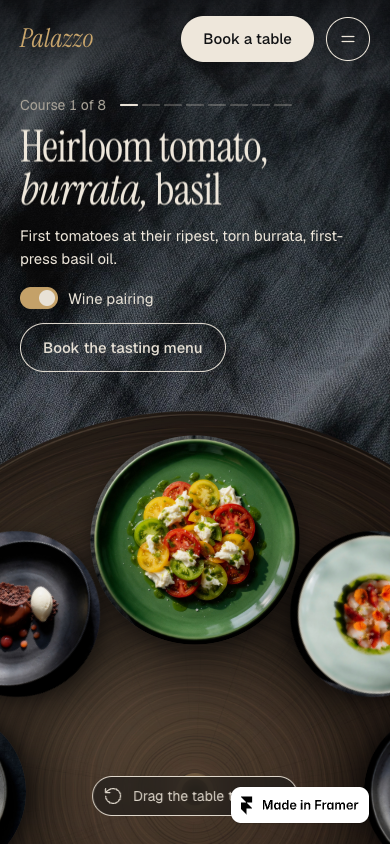 Palazzo
Book a table
Course 1 of 8
Heirloom tomato,
burrata, basil
First tomatoes at their ripest, torn burrata, first-
press basil oil.
Wine pairing
Book the tasting menu
Drag the table
Made in Framer